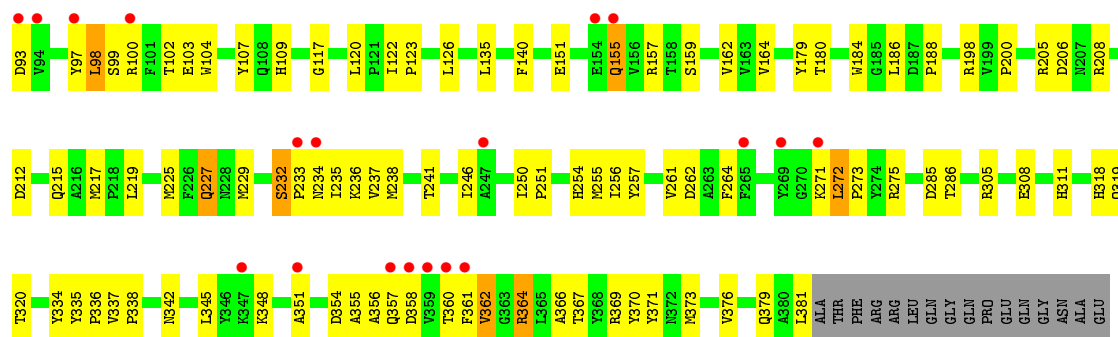 D93 V94 Y97 L98 S99 R100 F101 T102 E103 W104 Y107 Q108 H109 G117 L120 P121 I122 P123 L126 L135 F140 E151 E154 Q155 V156 R157 T158 S159 V162 V163 V164 Y179 T180 W184 G185 L186 D187 P188 R198 V199 P200 R205 D206 N207 R208
D212 Q215 A216 M217 P218 L219 M225 F226 Q227 N228 M229 S232 P233 N234 I235 K236 V237 M238 T241 I246 A247 I250 P251 H254 M255 I256 Y257 V261 D262 A263 F264 F265 Y269 G270 K271 L272 P273 Y274 R275 D285 T286 R305 E308 H311 H318
T320 Y334 Y335 P336 V337 P338 N342 L345 Y346 K347 K348 A351 D354 A355 A356 Q357 D358 V359 T360 F361 V362 G363 R364 L365 A366 T367 Y368 R369 Y370 Y371 N372 M373 V376 Q379 A380 L381 ALA THR PHE ARG ARG LEU GLN GLY GLN PRO GLU GLU GLN GLY ASN ALA ALA GLU